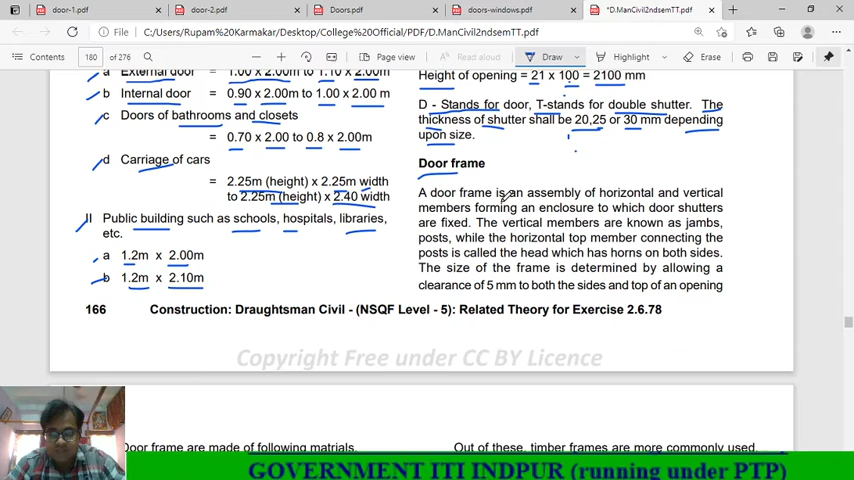 door-1.pdf
door-2.pdf
Doors.pdf
doors-windows.pdf
*D.ManCivil2ndsemTT.pdf
File
C:/Users/Rupam Karmakar/Desktop/College @Official/PDF/D.ManCivil2ndsemTT.pdf
Contents
180
of 276
Page view
Draw
Highlight
Erase
a External door = 1.00 x 2.00m to 1.10 x 2.00m
b Internal door = 0.90 x 2.00m to 1.00 x 2.00 m
c Doors of bathrooms and closets
= 0.70 x 2.00 to 0.8 x 2.00m
d Carriage of cars
= 2.25m (height) x 2.25m width
to 2.25m (height) x 2.40 width
II Public building such as schools, hospitals, libraries,
etc.
a 1.2m x 2.00m
b 1.2m x 2.10m
Height of opening = 21 x 100 = 2100 mm
D - Stands for door, T-stands for double shutter. The
thickness of shutter shall be 20,25 or 30 mm depending
upon size.
Door frame
A door frame is an assembly of horizontal and vertical
members forming an enclosure to which door shutters
are fixed. The vertical members are known as jambs,
posts, while the horizontal top member connecting the
posts is called the head which has horns on both sides.
The size of the frame is determined by allowing a
clearance of 5 mm to both the sides and top of an opening
166
Construction: Draughtsman Civil - (NSQF Level - 5): Related Theory for Exercise 2.6.78
Copyright Free under CC BY Licence
Door frame are made of following matrials.
Out of these, timber frames are more commonly used.
GOVERNMENT ITI INDPUR (running under PTP)